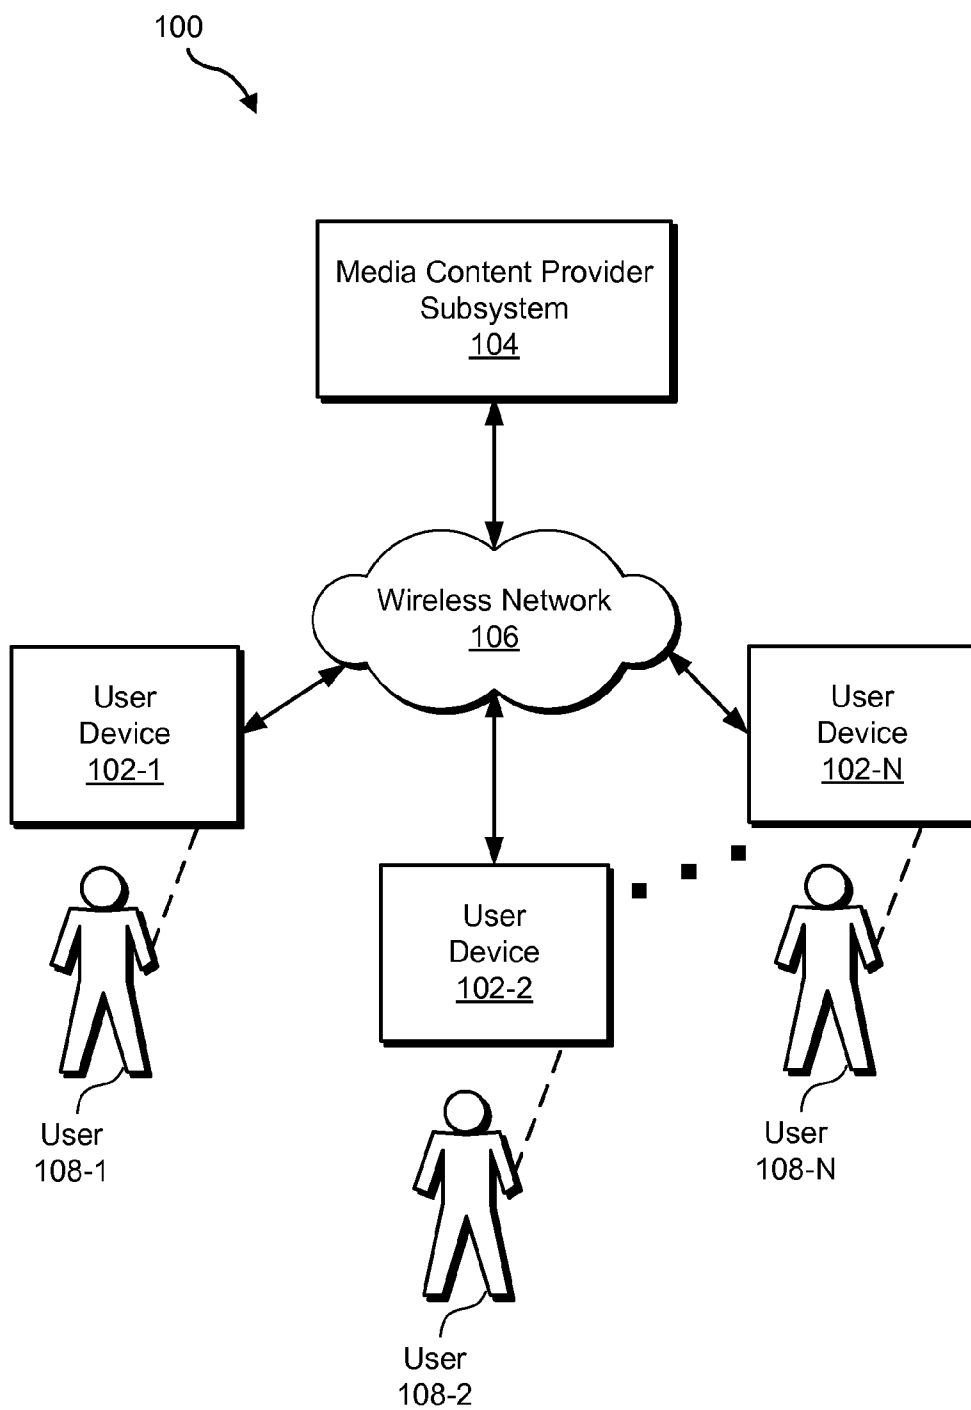 100
Media Content Provider
Subsystem
104
Wireless Network
106
User
Device
102-1
User
Device
102-N
User
Device
102-2
User
108-1
User
108-N
User
108-2